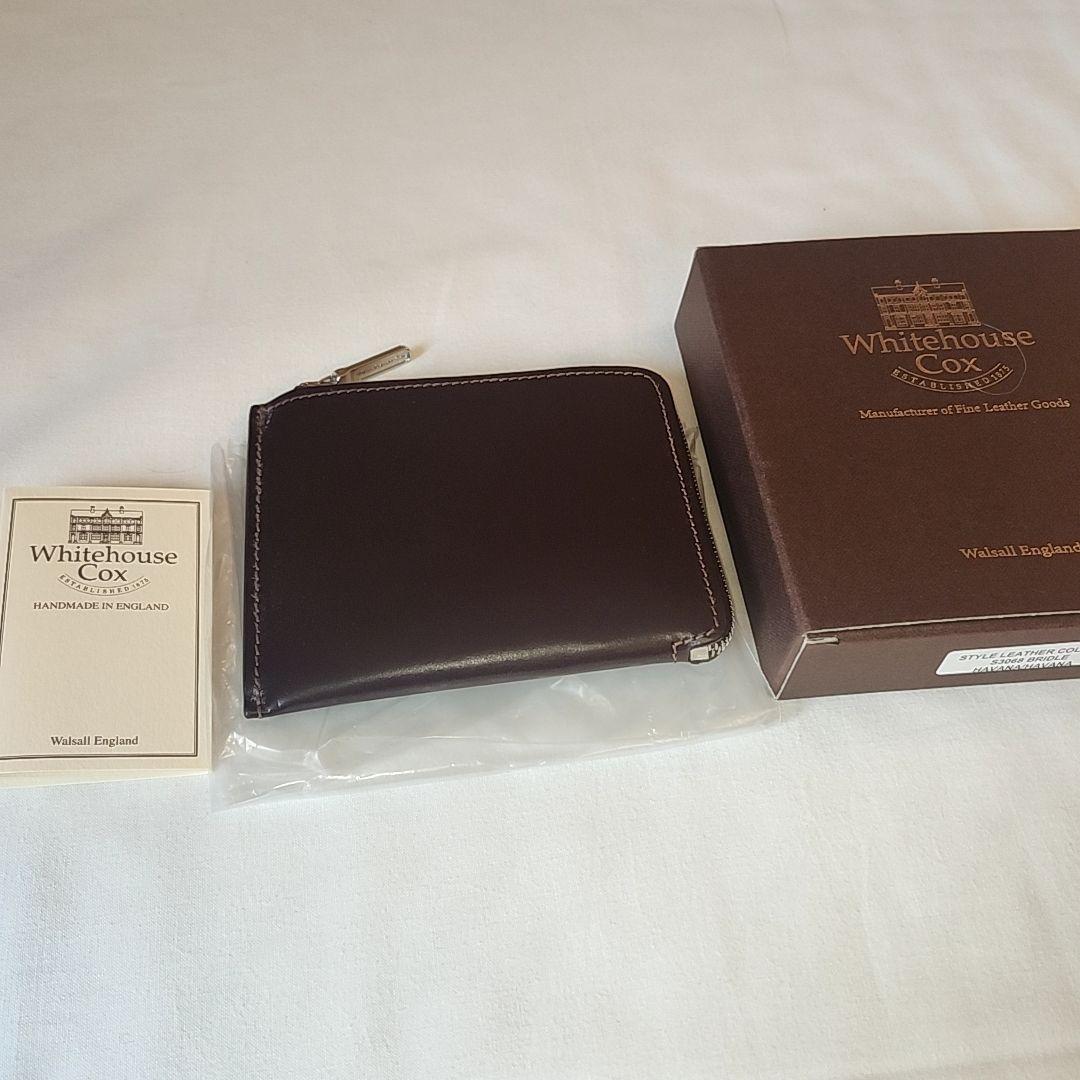 Whitehouse
Cox
ESTABLISHED 1875
HANDMADE IN ENGLAND
Walsall England
Whitehouse
Cox
ESTABLISHED 1875
Manufacturer of Fine Leather Goods
Walsall England
STYLE LEATHER COL
S3068 BRIDLE
HAVANA/HAVANA